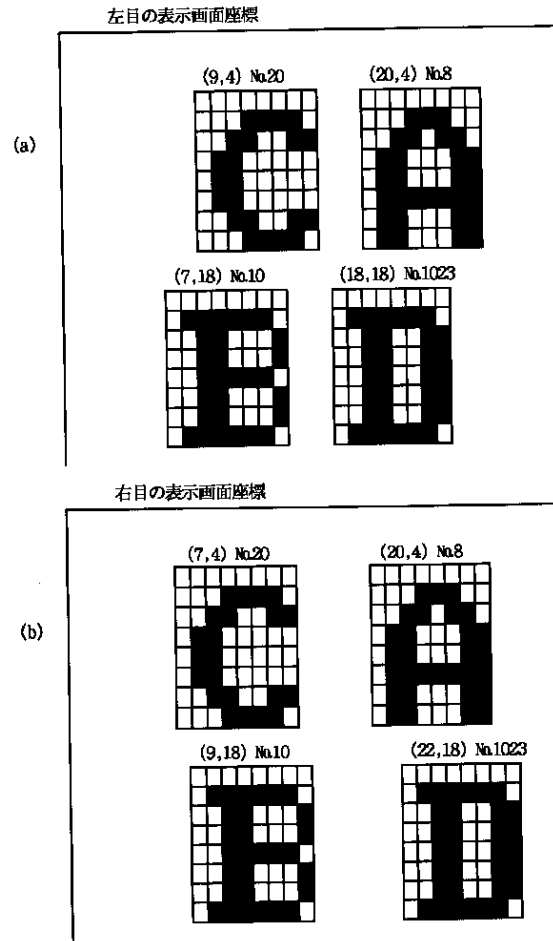 左目の表示画面座標
(a)
(9,4) No.20
(20,4) No.8
C
A
(7,18) No.10
(18,18) No.1023
B
D
右目の表示画面座標
(b)
(7,4) No.20
(20,4) No.8
C
A
(9,18) No.10
(22,18) No.1023
B
D